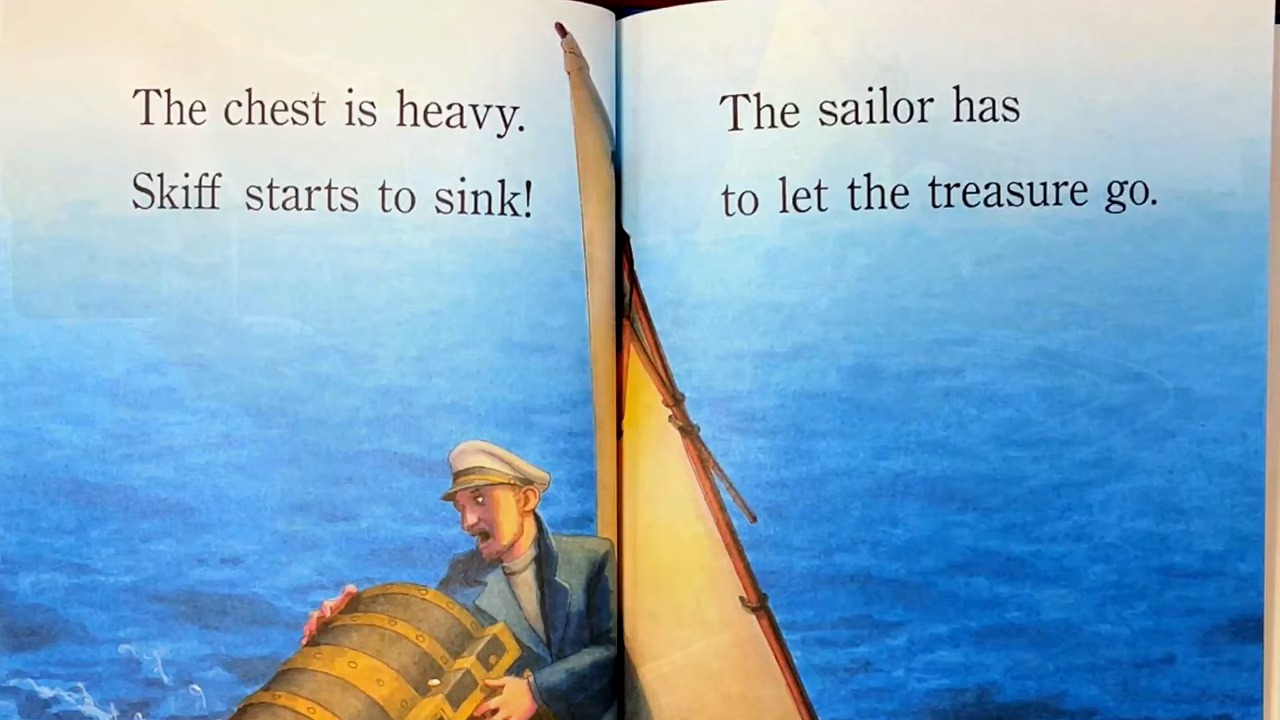 The chest is heavy.
Skiff starts to sink!
The sailor has
to let the treasure go.